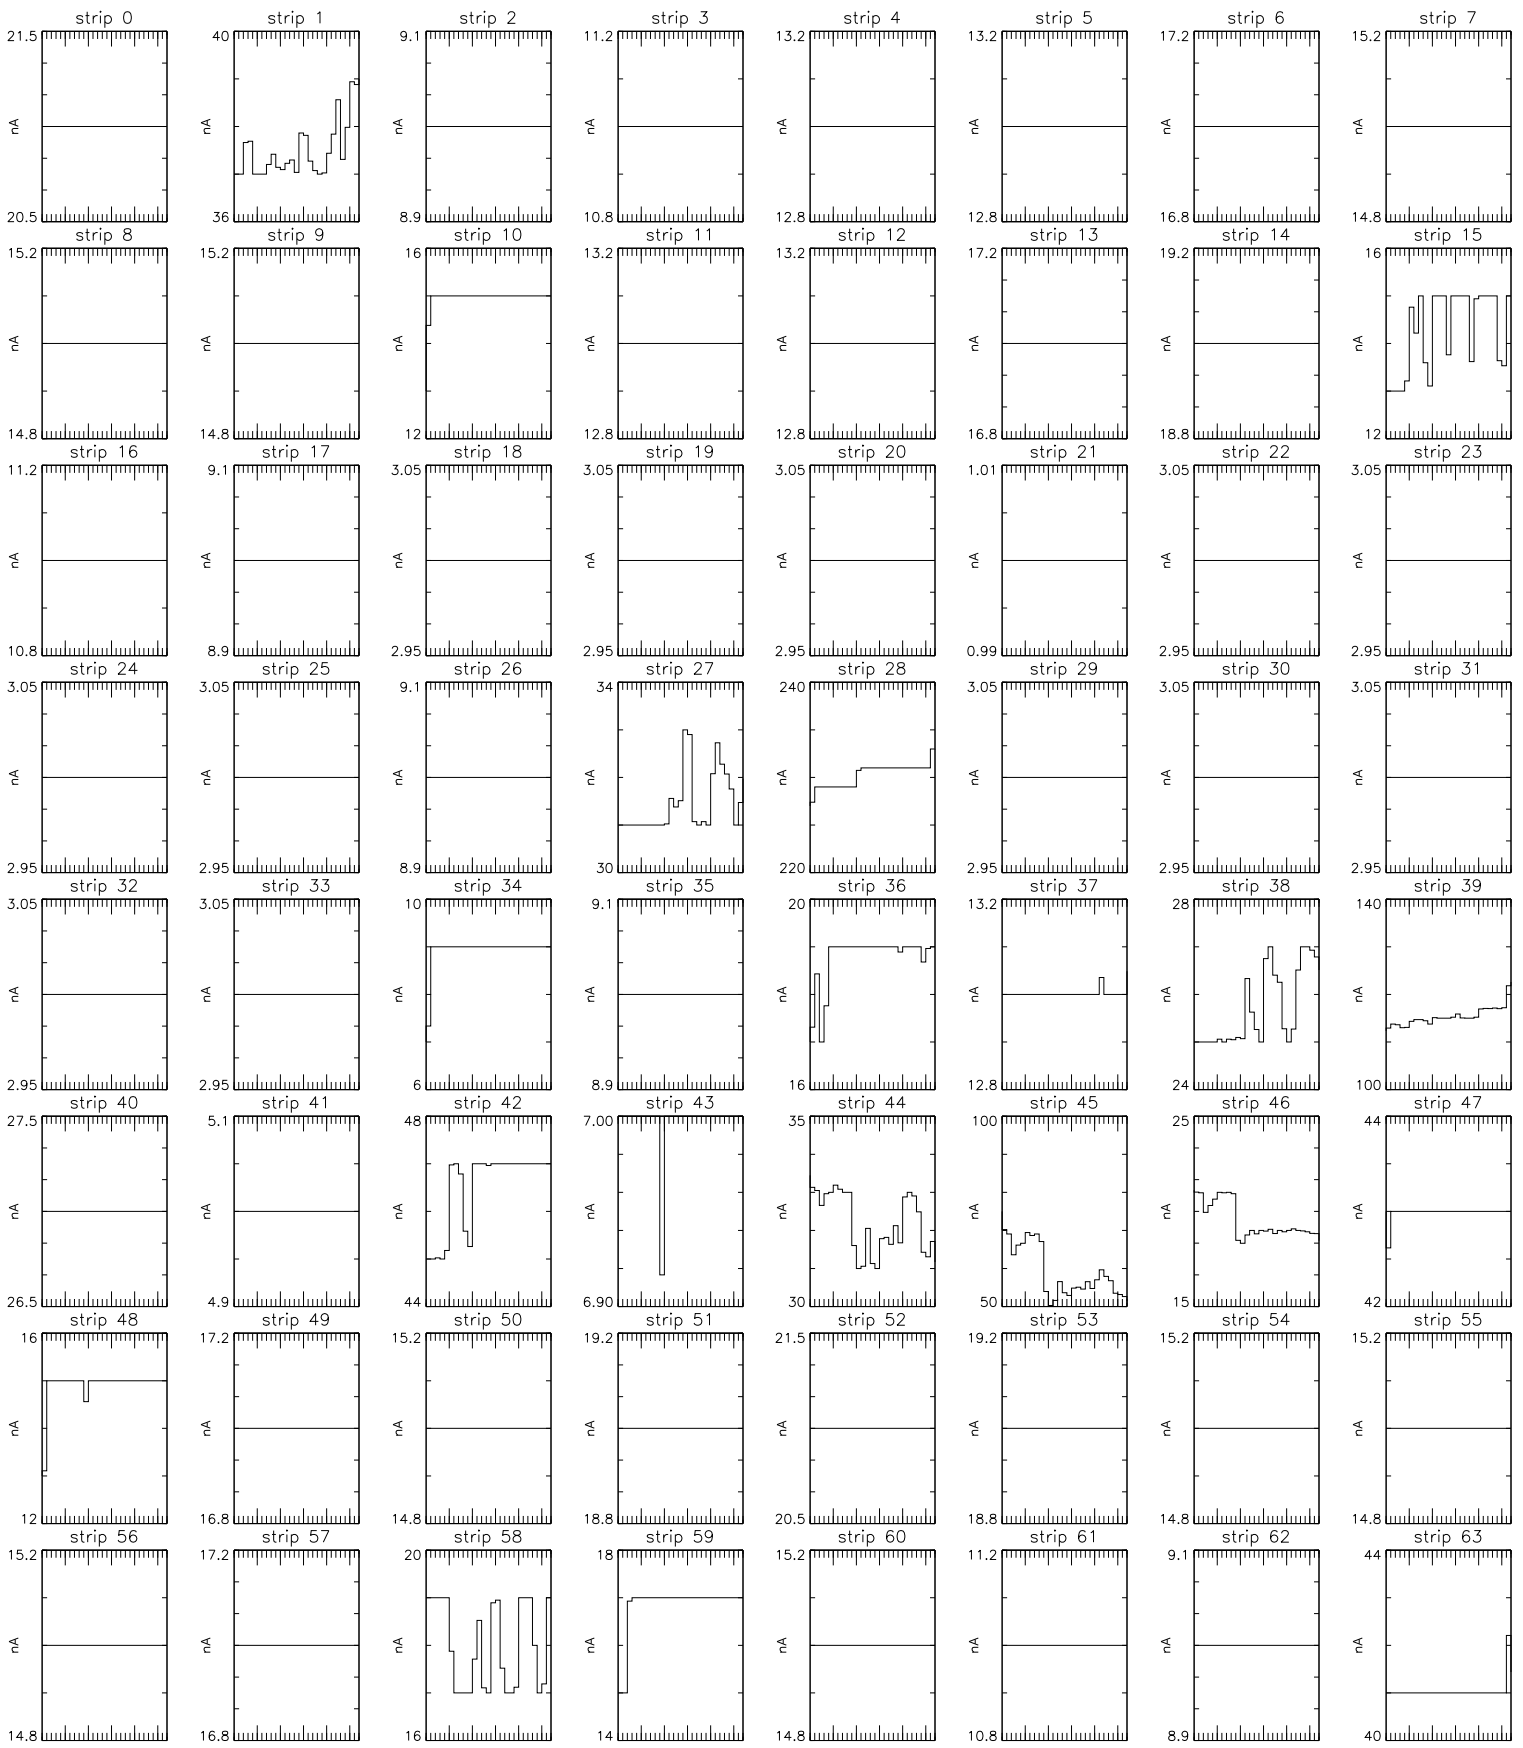 strip 0 strip 1 strip 2 strip 3 strip 4 strip 5 strip 6 strip 7
21.5 40 9.1 11.2 13.2 13.2 17.2 15.2
nA nA nA nA nA nA nA nA
20.5 36 8.9 10.8 12.8 12.8 16.8 14.8
strip 8 strip 9 strip 10 strip 11 strip 12 strip 13 strip 14 strip 15
15.2 15.2 16 13.2 13.2 17.2 19.2 16
nA nA nA nA nA nA nA nA
14.8 14.8 12 12.8 12.8 16.8 18.8 12
strip 16 strip 17 strip 18 strip 19 strip 20 strip 21 strip 22 strip 23
11.2 9.1 3.05 3.05 3.05 1.01 3.05 3.05
nA nA nA nA nA nA nA nA
10.8 8.9 2.95 2.95 2.95 0.99 2.95 2.95
strip 24 strip 25 strip 26 strip 27 strip 28 strip 29 strip 30 strip 31
3.05 3.05 9.1 34 240 3.05 3.05 3.05
nA nA nA nA nA nA nA nA
2.95 2.95 8.9 30 220 2.95 2.95 2.95
strip 32 strip 33 strip 34 strip 35 strip 36 strip 37 strip 38 strip 39
3.05 3.05 10 9.1 20 13.2 28 140
nA nA nA nA nA nA nA nA
2.95 2.95 6 8.9 16 12.8 24 100
strip 40 strip 41 strip 42 strip 43 strip 44 strip 45 strip 46 strip 47
27.5 5.1 48 7.00 35 100 25 44
nA nA nA nA nA nA nA nA
26.5 4.9 44 6.90 30 50 15 42
strip 48 strip 49 strip 50 strip 51 strip 52 strip 53 strip 54 strip 55
16 17.2 15.2 19.2 21.5 19.2 15.2 15.2
nA nA nA nA nA nA nA nA
12 16.8 14.8 18.8 20.5 18.8 14.8 14.8
strip 56 strip 57 strip 58 strip 59 strip 60 strip 61 strip 62 strip 63
15.2 17.2 20 18 15.2 11.2 9.1 44
nA nA nA nA nA nA nA nA
14.8 16.8 16 14 14.8 10.8 8.9 40